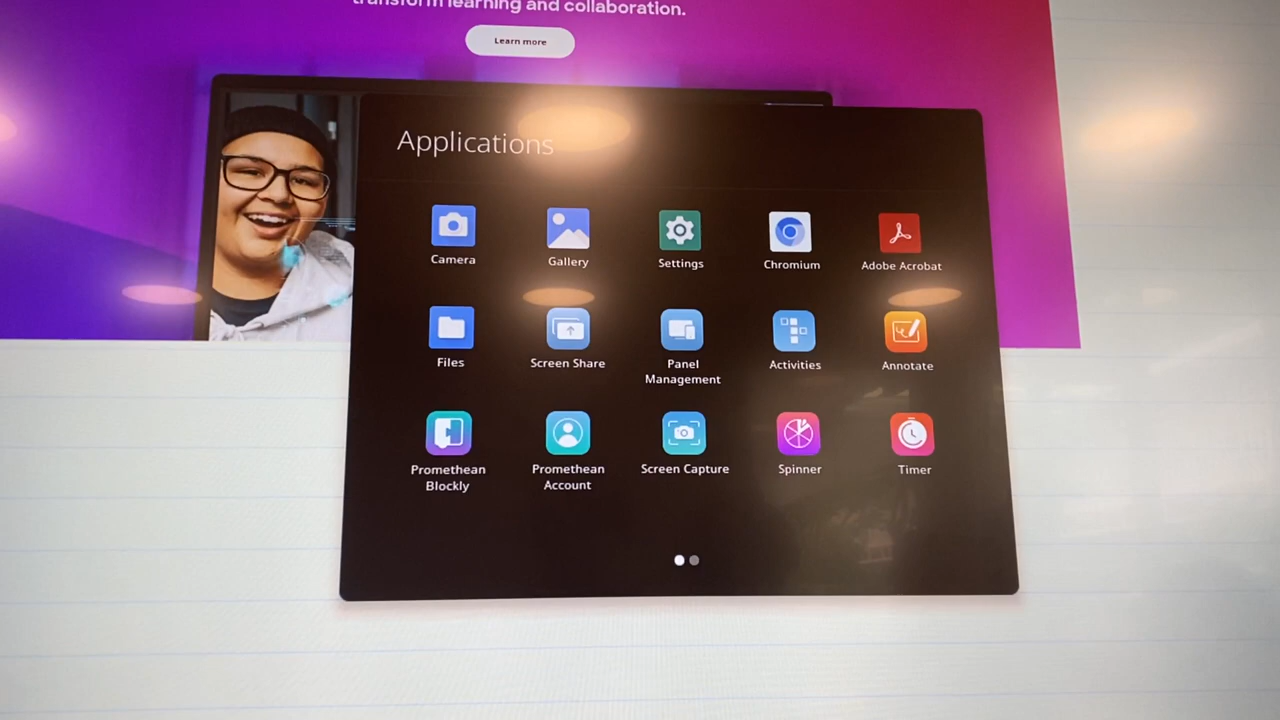 transform learning and collaboration.
Learn more
Applications
Camera
Gallery
Settings
Chromium
Adobe Acrobat
Files
Screen Share
Panel
Management
Activities
Annotate
Promethean
Blockly
Promethean
Account
Screen Capture
Spinner
Timer